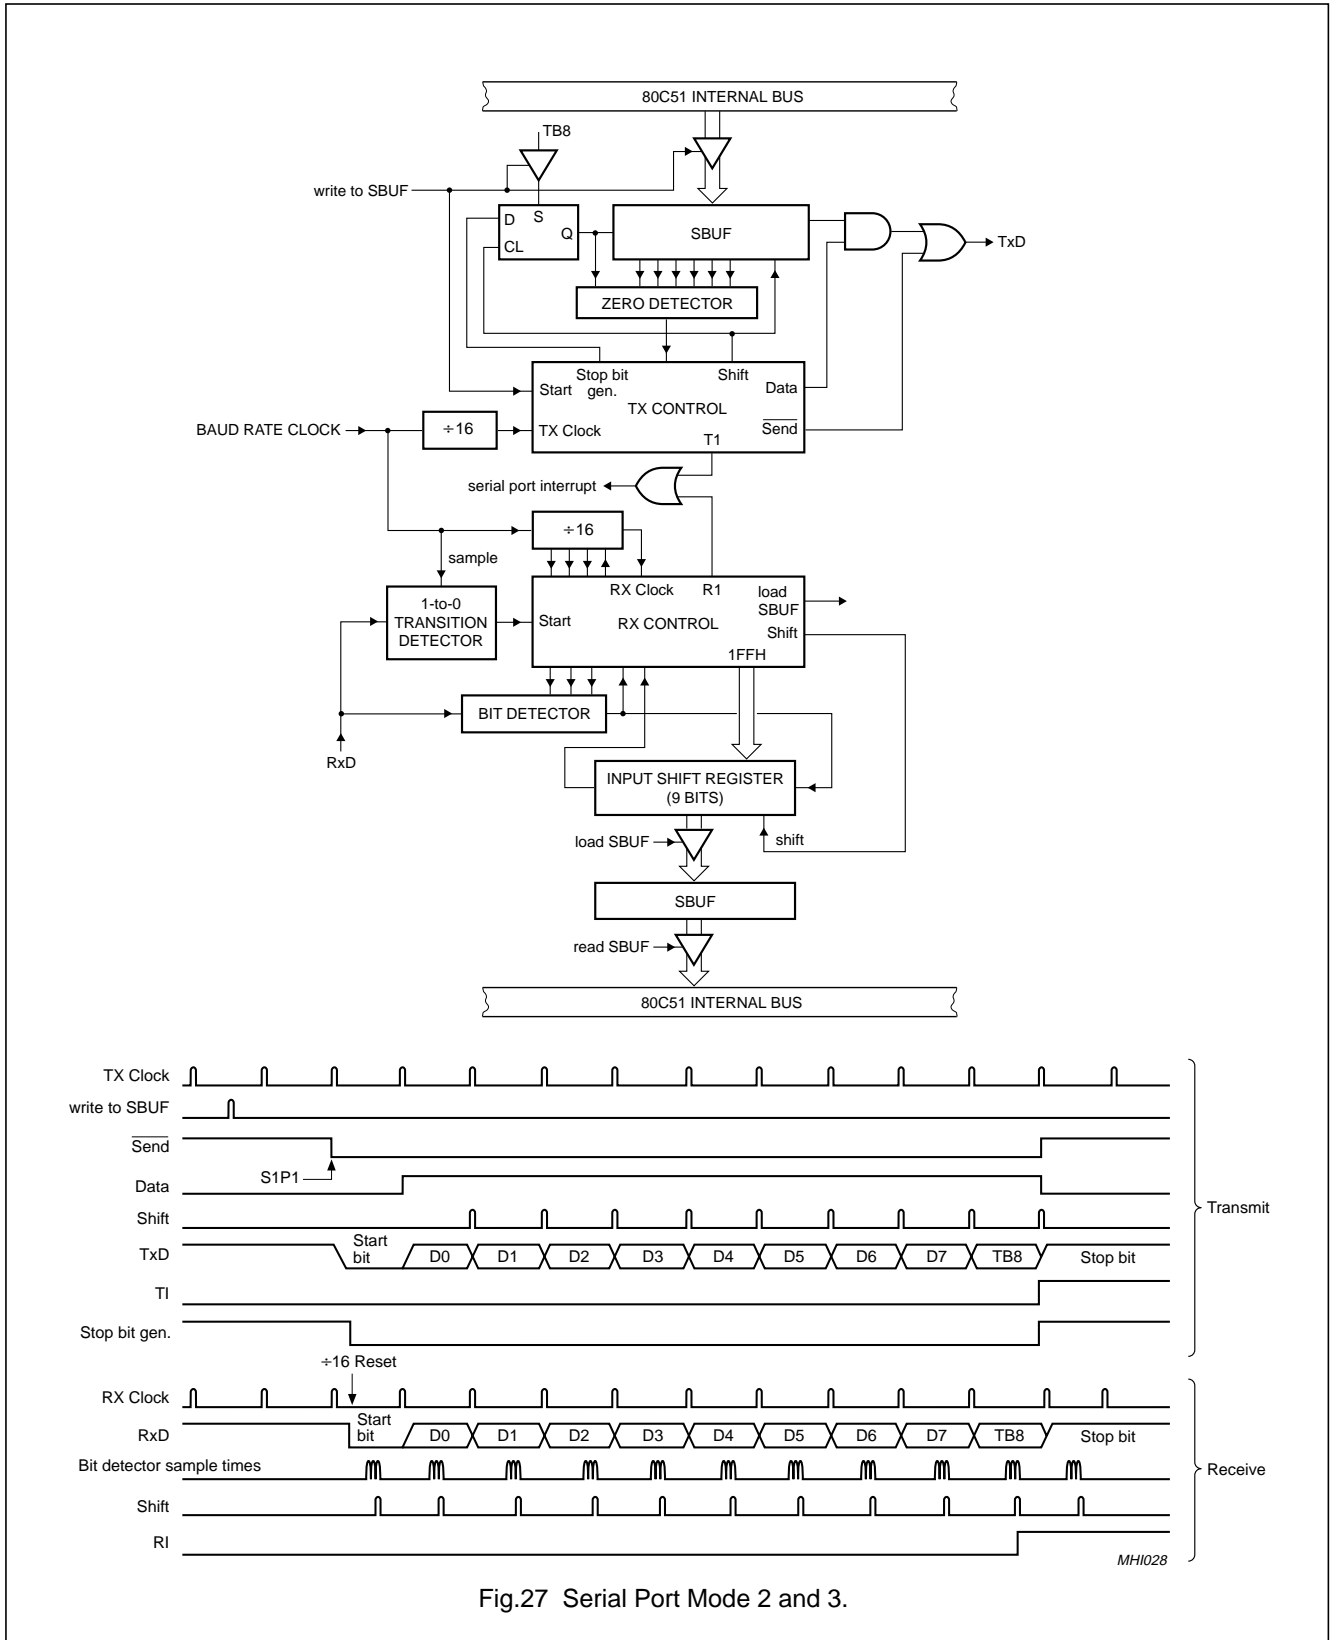 80C51 INTERNAL BUS
TB8
write to SBUF
D S Q
CL
SBUF
TxD
ZERO DETECTOR
Stop bit gen.
Shift
Start
Data
TX CONTROL
BAUD RATE CLOCK
÷16
TX Clock
Send
T1
serial port interrupt
÷16
sample
1-to-0
TRANSITION
DETECTOR
RX Clock
R1
load
SBUF
Start
RX CONTROL
Shift
1FFH
BIT DETECTOR
RxD
INPUT SHIFT REGISTER
(9 BITS)
load SBUF
shift
SBUF
read SBUF
80C51 INTERNAL BUS
TX Clock
write to SBUF
Send
S1P1
Data
Shift
TxD Start bit D0 D1 D2 D3 D4 D5 D6 D7 TB8 Stop bit
TI
Stop bit gen.
Transmit
÷16 Reset
RX Clock
RxD Start bit D0 D1 D2 D3 D4 D5 D6 D7 TB8 Stop bit
Bit detector sample times
Shift
RI
Receive
MHI028
Fig.27 Serial Port Mode 2 and 3.